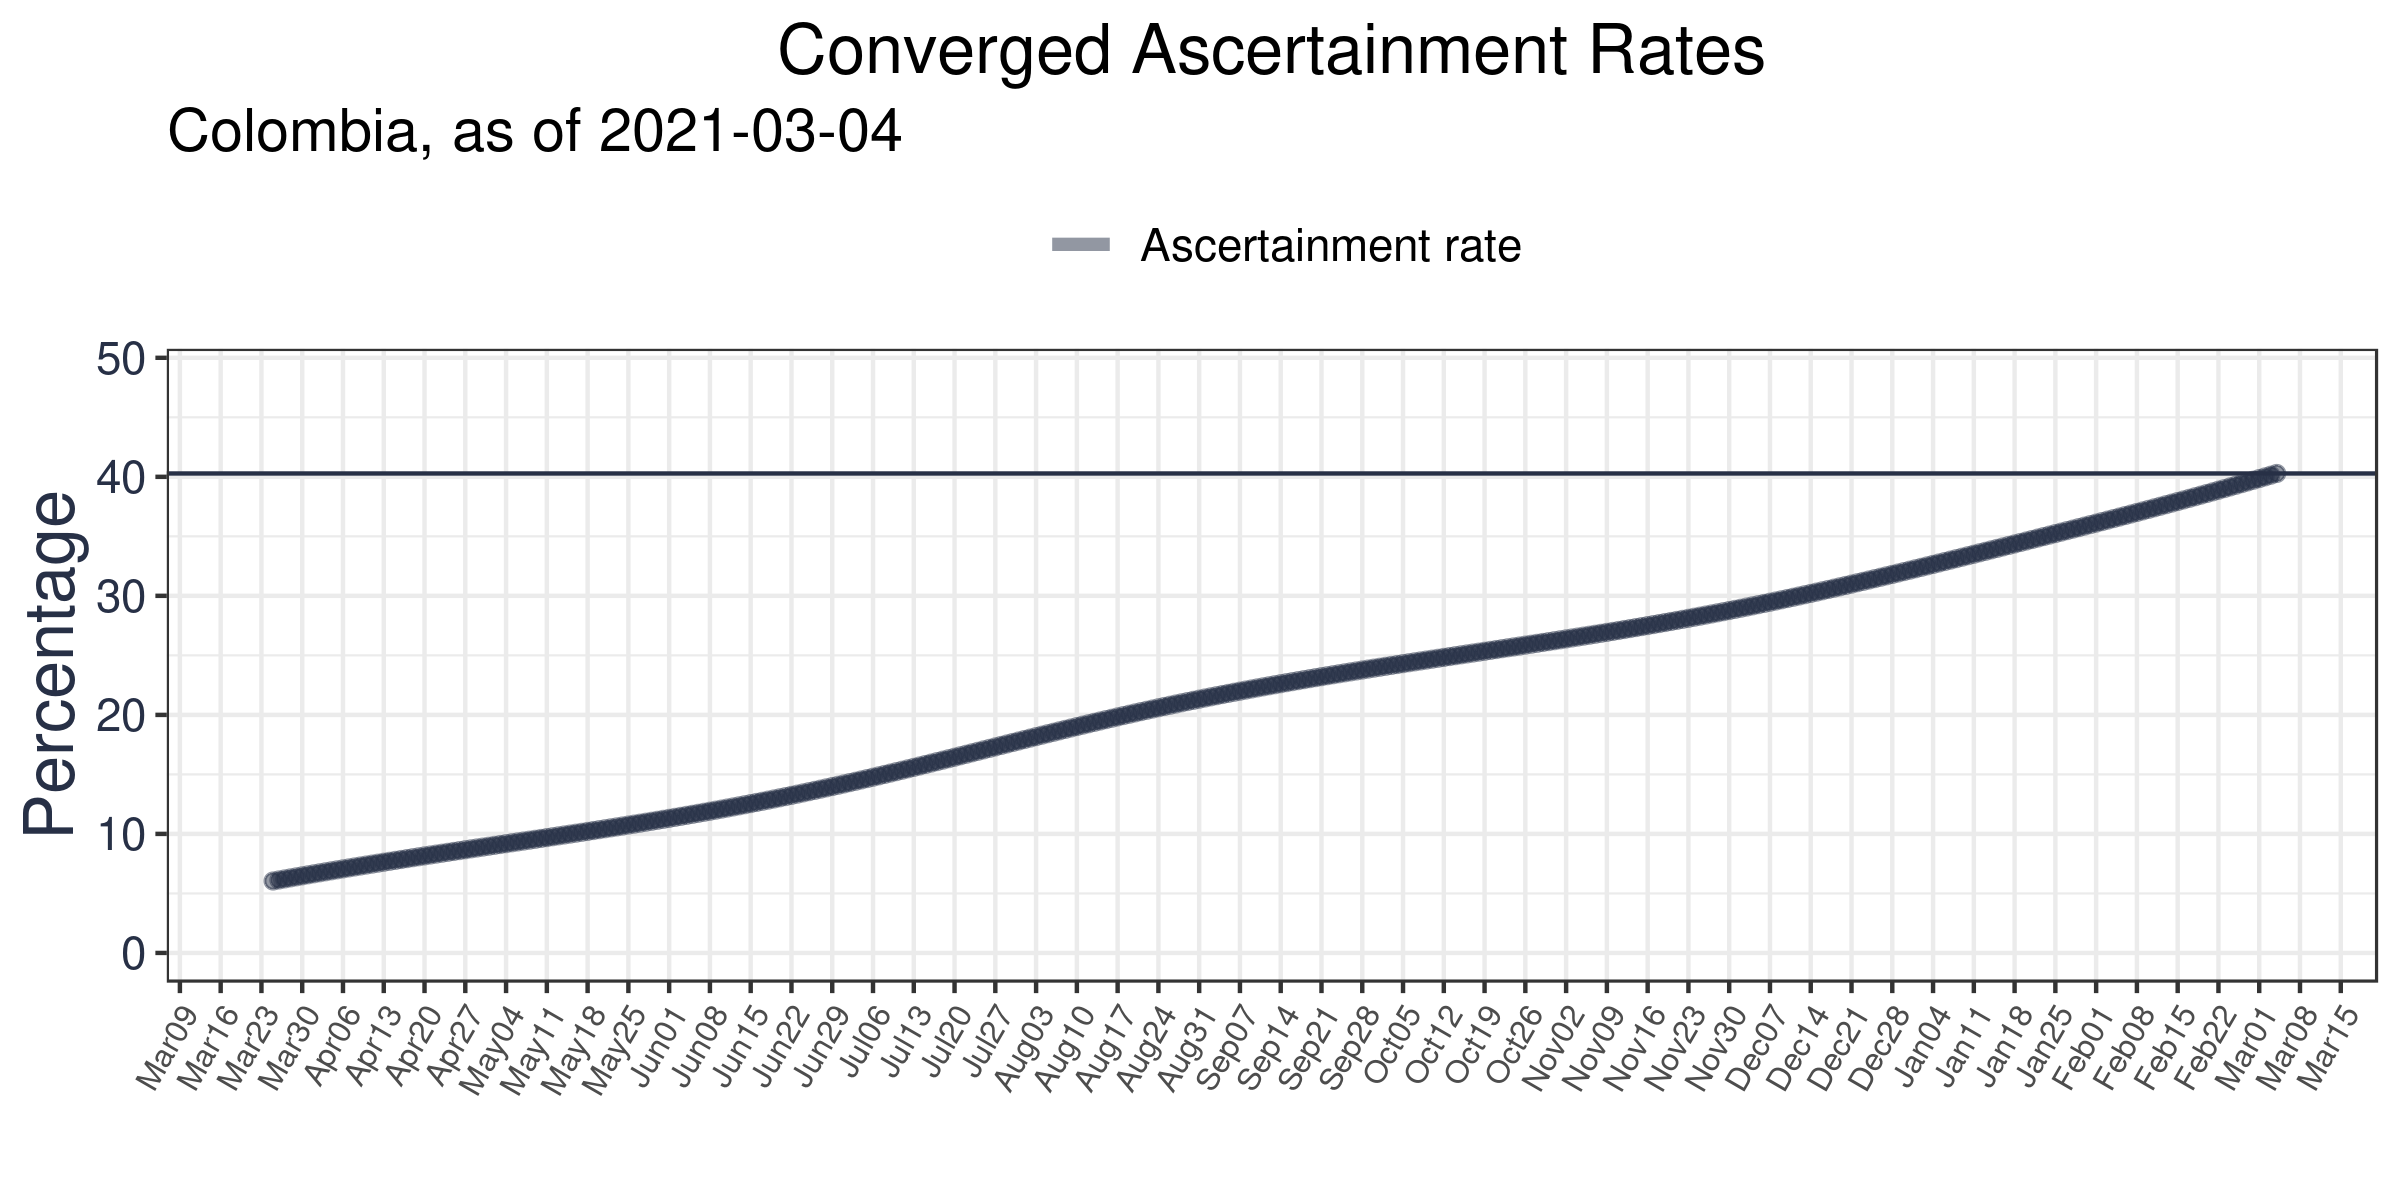 Converged Ascertainment Rates
Colombia, as of 2021-03-04
Ascertainment rate
Percentage
50
40
30
20
10
0
Mar09 Mar16 Mar23 Mar30 Apr06 Apr13 Apr20 Apr27 May04 May11 May18 May25 Jun01 Jun08 Jun15 Jun22 Jun29 Jul06 Jul13 Jul20 Jul27 Aug03 Aug10 Aug17 Aug24 Aug31 Sep07 Sep14 Sep21 Sep28 Oct05 Oct12 Oct19 Oct26 Nov02 Nov09 Nov16 Nov23 Nov30 Dec07 Dec14 Dec21 Dec28 Jan04 Jan11 Jan18 Jan25 Feb01 Feb08 Feb15 Feb22 Mar01 Mar08 Mar15